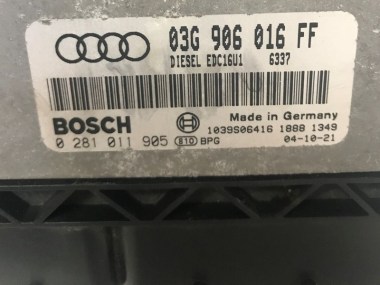 03G 906 016 FF
DIESEL EDC16U1 6337
BOSCH
Made in Germany
1039S06416 1888 1349
0 281 011 905 BPG
04-10-21